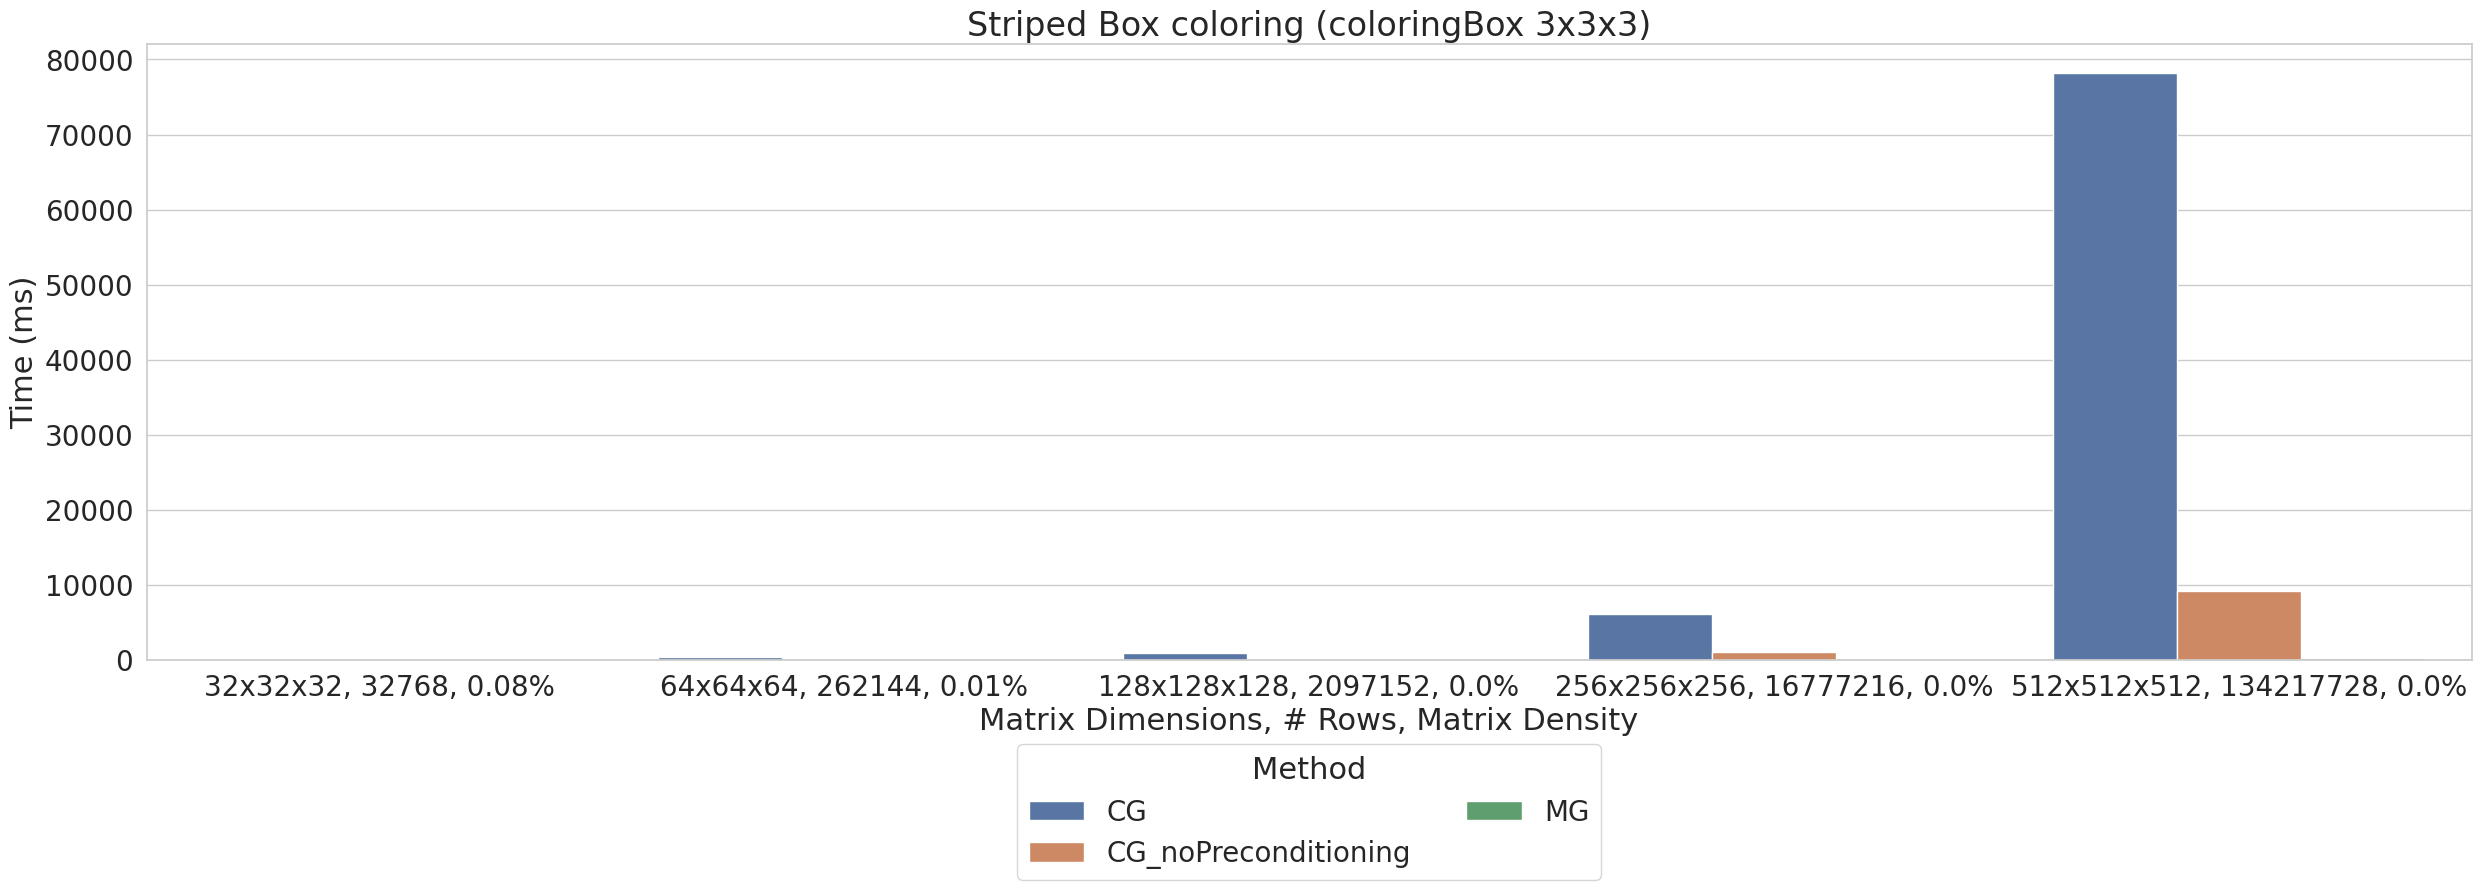 Striped Box coloring (coloringBox 3x3x3)
80000
70000
60000
50000
40000
30000
20000
10000
0
Time (ms)
32x32x32, 32768, 0.08%
64x64x64, 262144, 0.01%
128x128x128, 2097152, 0.0%
256x256x256, 16777216, 0.0%
512x512x512, 134217728, 0.0%
Matrix Dimensions, # Rows, Matrix Density
Method
CG
MG
CG_noPreconditioning